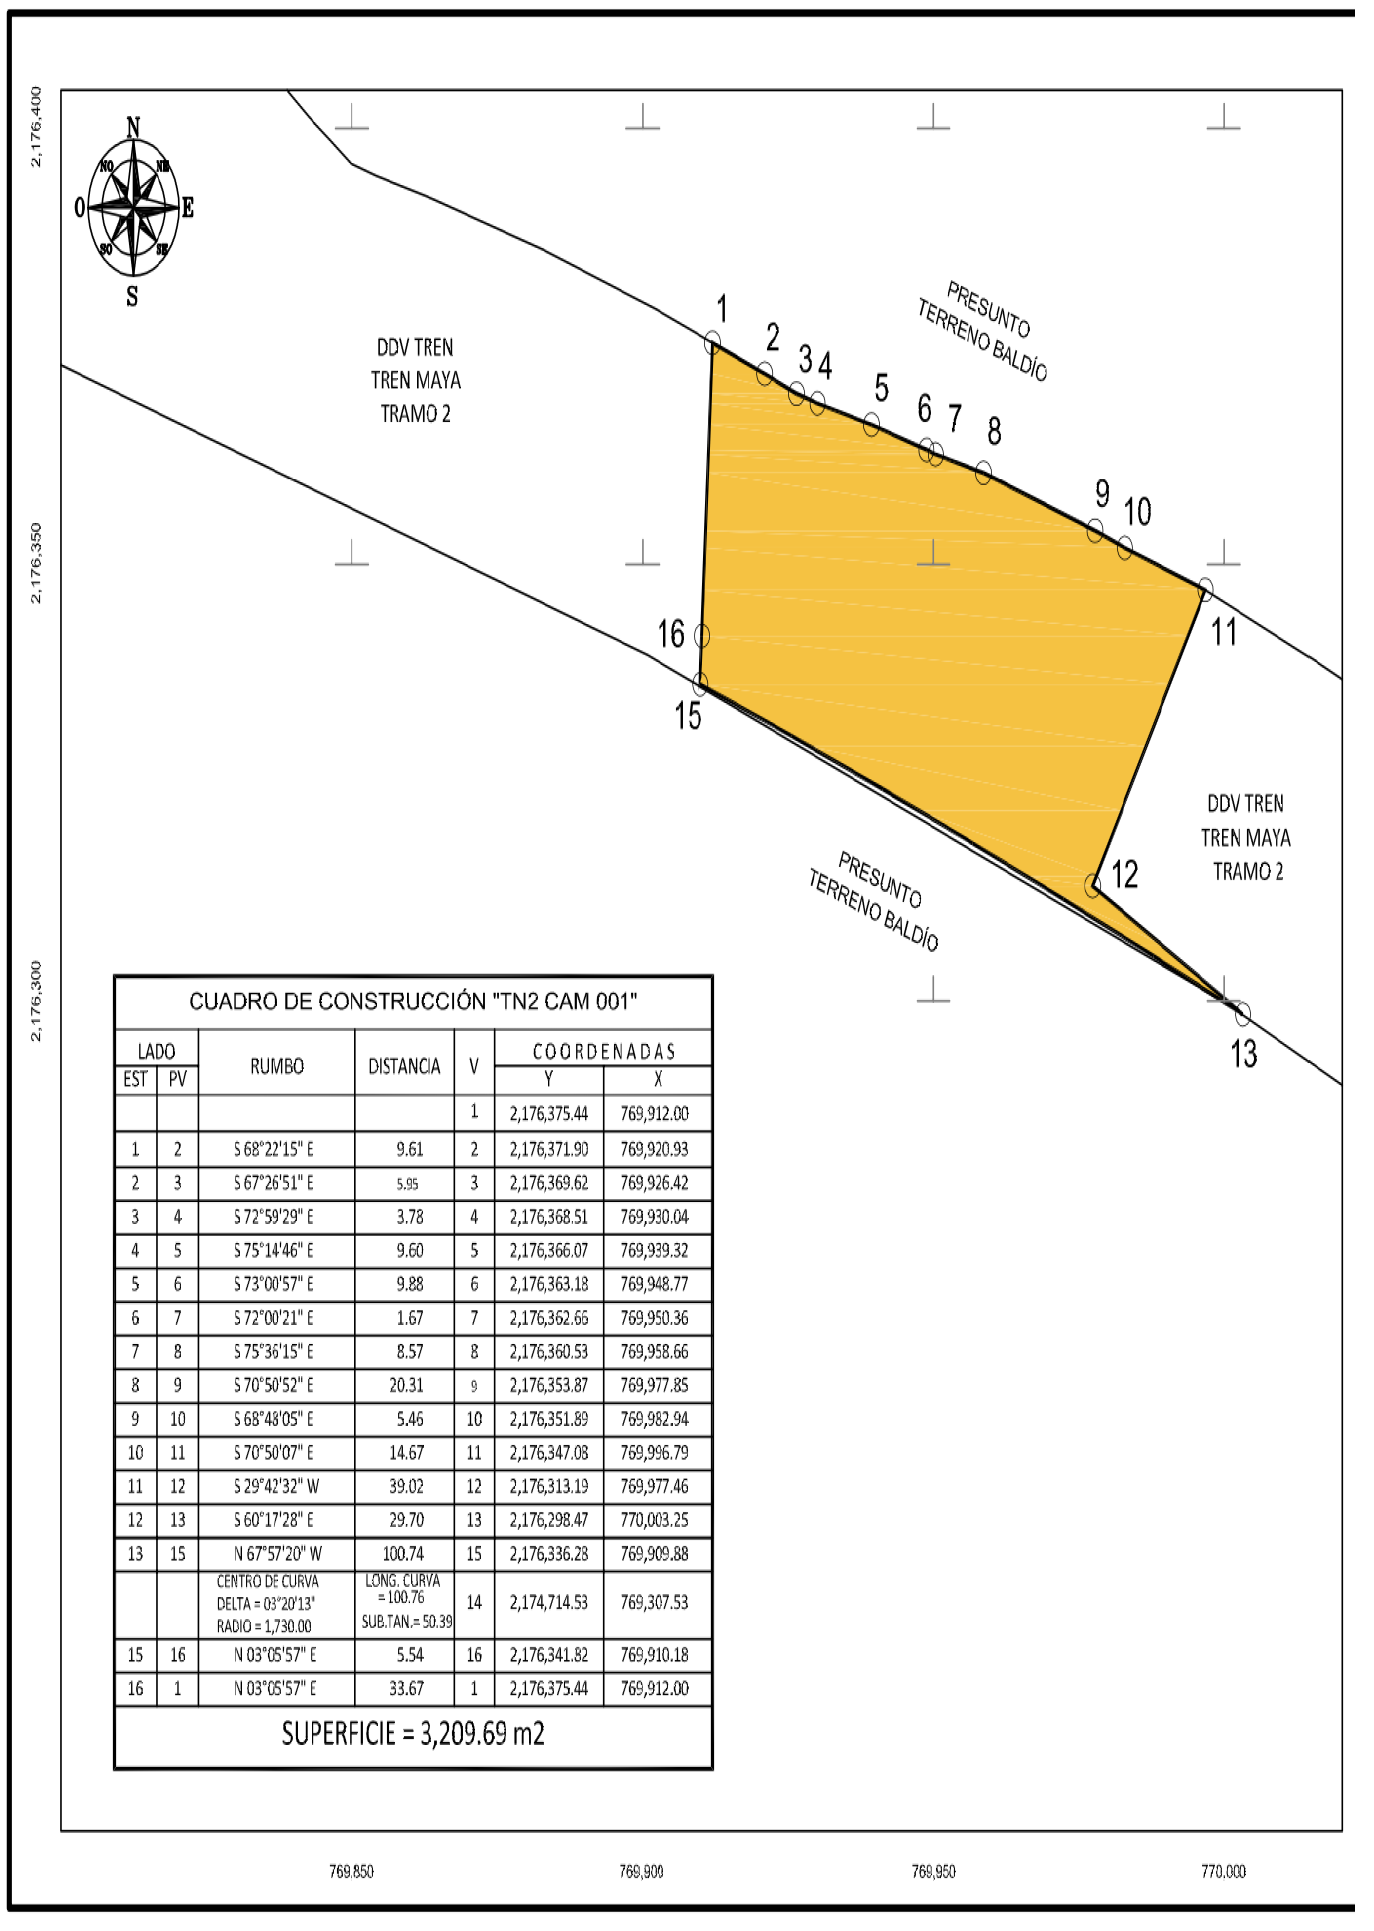 2,176,400
2,176,350
2,176,300
N
NO
NE
O
E
SO
SE
S
DDV TREN
TREN MAYA
TRAMO 2
PRESUNTO
TERRENO BALDÍO
1
2
3
4
5
6
7
8
9
10
11
16
15
12
13
DDV TREN
TREN MAYA
TRAMO 2
PRESUNTO
TERRENO BALDÍO
CUADRO DE CONSTRUCCIÓN "TN2 CAM 001"
LADO RUMBO DISTANCIA V COORDENADAS
EST PV Y X
1 2,176,375.44 769,912.00
1 2 S 68°22'15" E 9.61 2 2,176,371.90 769,920.93
2 3 S 67°26'51" E 5.95 3 2,176,369.62 769,926.42
3 4 S 72°59'29" E 3.78 4 2,176,368.51 769,930.04
4 5 S 75°14'46" E 9.60 5 2,176,366.07 769,939.32
5 6 S 73°00'57" E 9.88 6 2,176,363.18 769,948.77
6 7 S 72°00'21" E 1.67 7 2,176,362.66 769,950.36
7 8 S 75°36'15" E 8.57 8 2,176,360.53 769,958.66
8 9 S 70°50'52" E 20.31 9 2,176,353.87 769,977.85
9 10 S 68°48'05" E 5.46 10 2,176,351.89 769,982.94
10 11 S 70°50'07" E 14.67 11 2,176,347.08 769,996.79
11 12 S 29°42'32" W 39.02 12 2,176,313.19 769,977.46
12 13 S 60°17'28" E 29.70 13 2,176,298.47 770,003.25
13 15 N 67°57'20" W 100.74 15 2,176,336.28 769,909.88
CENTRO DE CURVA LONG. CURVA
DELTA = 03°20'13" = 100.76 14 2,174,714.53 769,307.53
RADIO = 1,730.00 SUB.TAN.= 50.39
15 16 N 03°05'57" E 5.54 16 2,176,341.82 769,910.18
16 1 N 03°05'57" E 33.67 1 2,176,375.44 769,912.00
SUPERFICIE = 3,209.69 m2
769,850
769,900
769,950
770,000